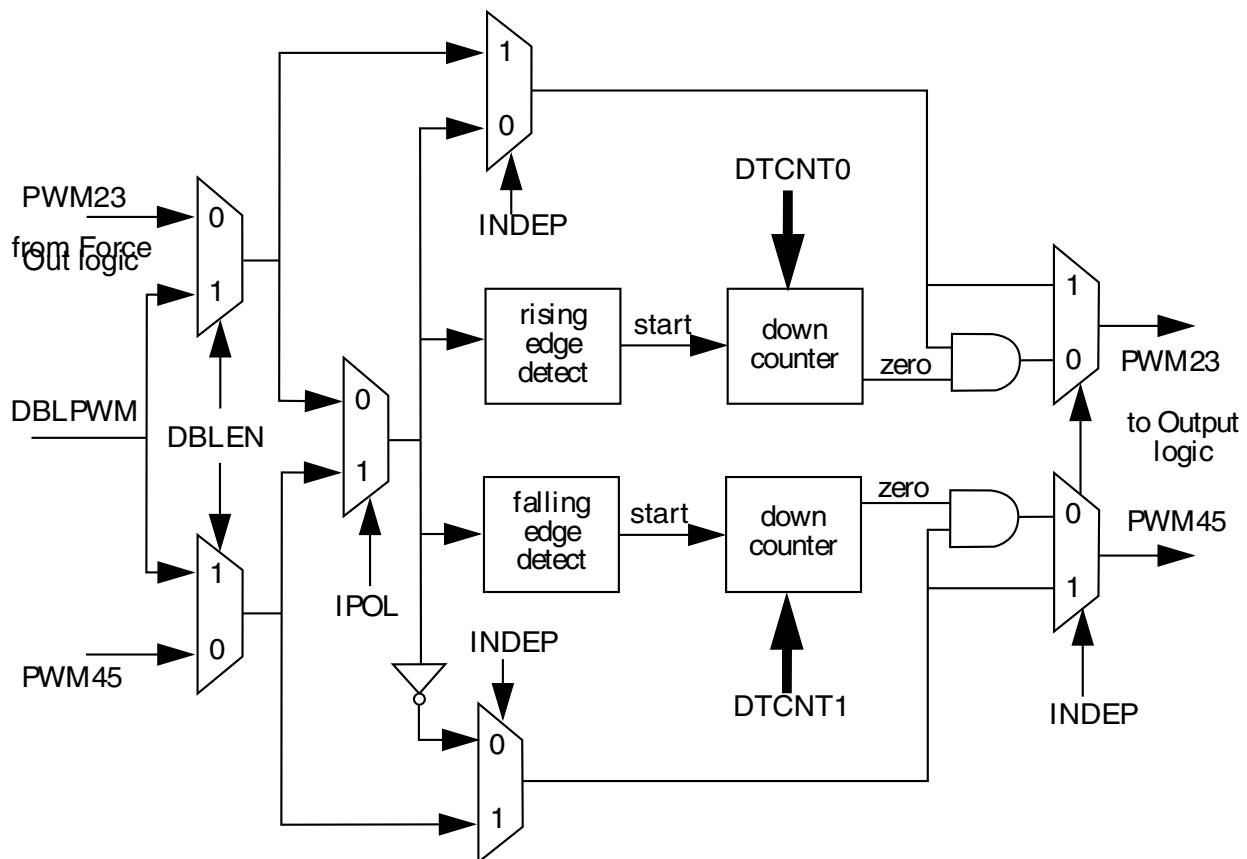 1
0
DTCNT0
INDEP
PWM23
from Force
Out logic
0
1
rising
edge
detect
start
down
counter
zero
1
0
PWM23
to Output
logic
DBLPWM
DBLEN
0
1
IPOL
falling
edge
detect
start
down
counter
zero
0
1
PWM45
1
0
PWM45
INDEP
DTCNT1
INDEP
0
1